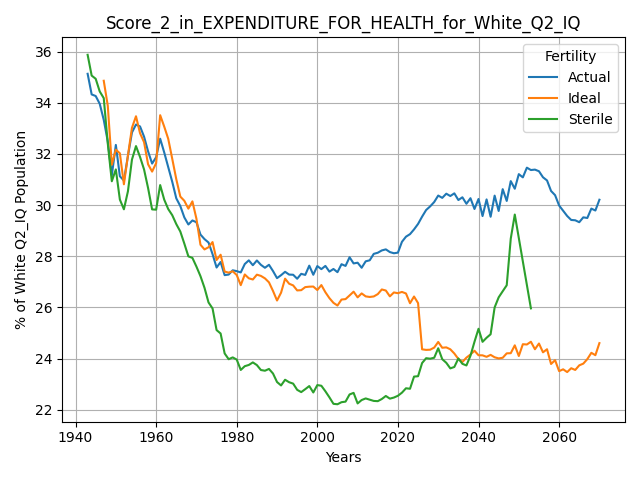 Score_2_in_EXPENDITURE_FOR_HEALTH_for_White_Q2_IQ
Fertility
Actual
Ideal
Sterile
36
34
32
30
28
26
24
22
% of White Q2_IQ Population
1940 1960 1980 2000 2020 2040 2060
Years